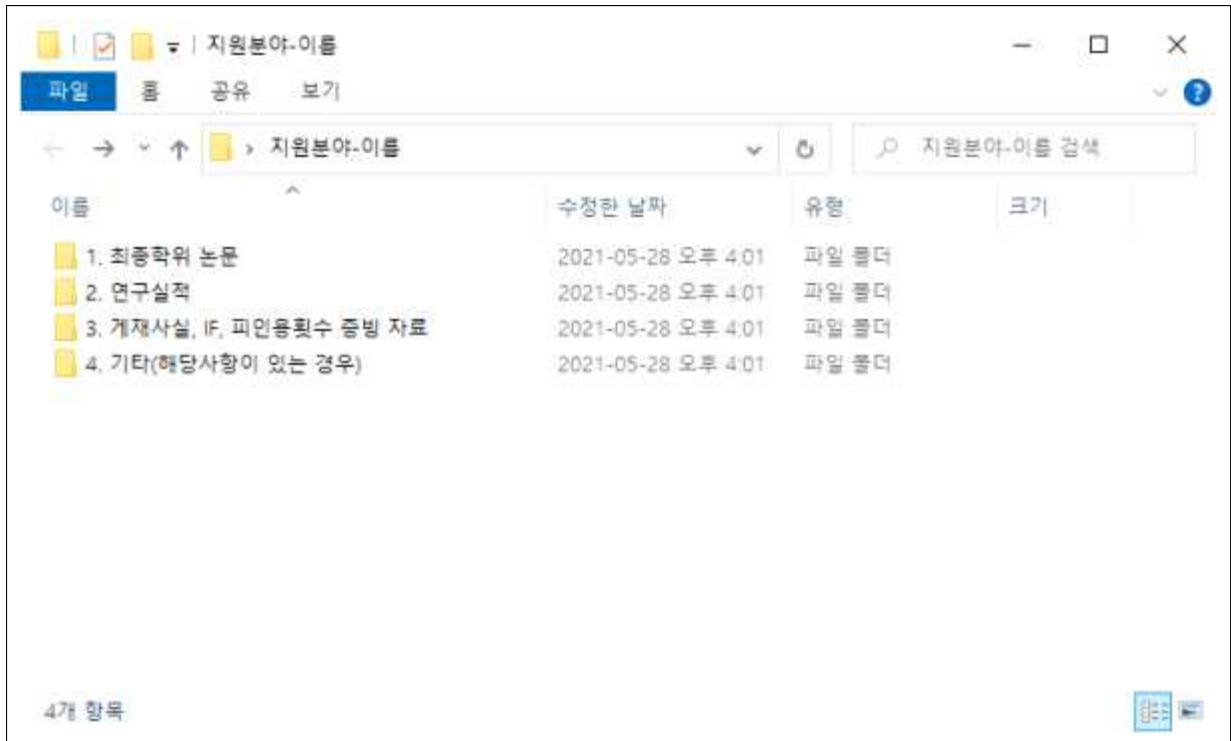 지원분야-이름
파일 홈 공유 보기
지원분야-이름 지원분야-이름 검색
이름 수정한 날짜 유형 크기
1. 최종학위 논문 2021-05-28 오후 4:01 파일 폴더
2. 연구실적 2021-05-28 오후 4:01 파일 폴더
3. 게재사실, IF, 피인용횟수 증빙 자료 2021-05-28 오후 4:01 파일 폴더
4. 기타(해당사항이 있는 경우) 2021-05-28 오후 4:01 파일 폴더
4개 항목